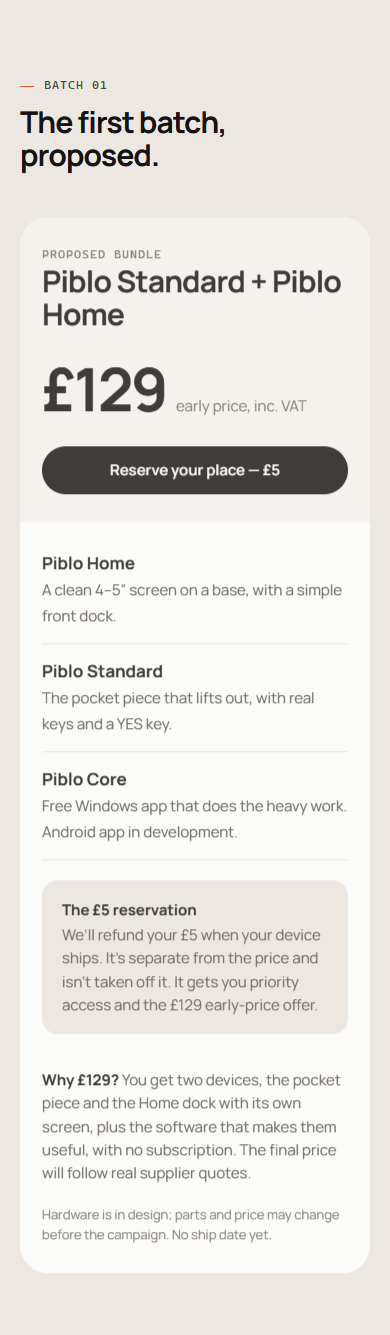 — BATCH 01
The first batch,
proposed.
PROPOSED BUNDLE
Piblo Standard + Piblo
Home
£129 early price, inc. VAT
Reserve your place — £5
Piblo Home
A clean 4–5″ screen on a base, with a simple
front dock.
Piblo Standard
The pocket piece that lifts out, with real
keys and a YES key.
Piblo Core
Free Windows app that does the heavy work.
Android app in development.
The £5 reservation
We'll refund your £5 when your device
ships. It's separate from the price and
isn't taken off it. It gets you priority
access and the £129 early-price offer.
Why £129? You get two devices, the pocket
piece and the Home dock with its own
screen, plus the software that makes them
useful, with no subscription. The final price
will follow real supplier quotes.
Hardware is in design; parts and price may change
before the campaign. No ship date yet.